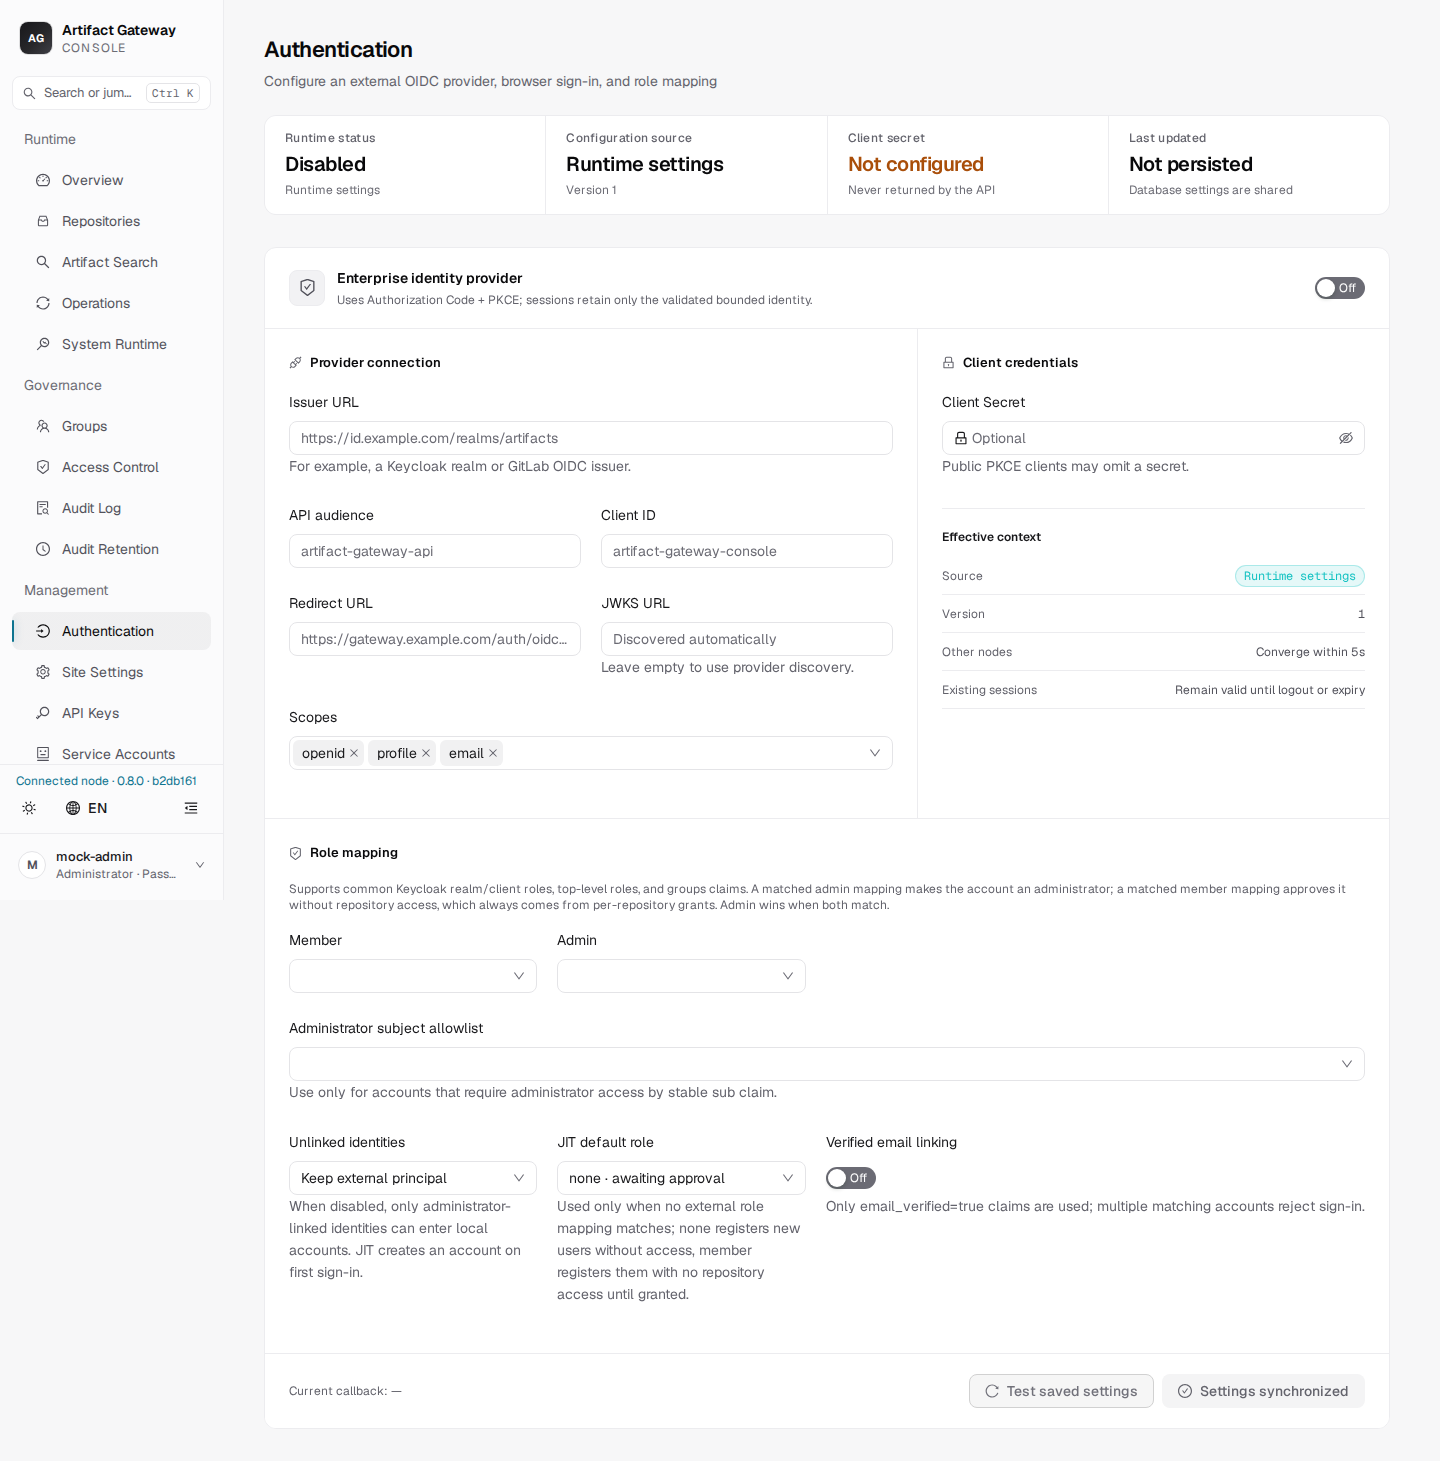 AG
Artifact Gateway
CONSOLE
Search or jum... Ctrl K
Runtime
Overview
Repositories
Artifact Search
Operations
System Runtime
Governance
Groups
Access Control
Audit Log
Audit Retention
Management
Authentication
Site Settings
API Keys
Service Accounts
Connected node · 0.8.0 · b2db161
EN
M
mock-admin
Administrator · Pass...
Authentication
Configure an external OIDC provider, browser sign-in, and role mapping
Runtime status
Disabled
Runtime settings
Configuration source
Runtime settings
Version 1
Client secret
Not configured
Never returned by the API
Last updated
Not persisted
Database settings are shared
Enterprise identity provider
Uses Authorization Code + PKCE; sessions retain only the validated bounded identity.
Off
Provider connection
Issuer URL
https://id.example.com/realms/artifacts
For example, a Keycloak realm or GitLab OIDC issuer.
API audience
artifact-gateway-api
Client ID
artifact-gateway-console
Redirect URL
https://gateway.example.com/auth/oidc...
JWKS URL
Discovered automatically
Leave empty to use provider discovery.
Scopes
openid profile email
Client credentials
Client Secret
Optional
Public PKCE clients may omit a secret.
Effective context
Source Runtime settings
Version 1
Other nodes Converge within 5s
Existing sessions Remain valid until logout or expiry
Role mapping
Supports common Keycloak realm/client roles, top-level roles, and groups claims. A matched admin mapping makes the account an administrator; a matched member mapping approves it
without repository access, which always comes from per-repository grants. Admin wins when both match.
Member
Admin
Administrator subject allowlist
Use only for accounts that require administrator access by stable sub claim.
Unlinked identities
Keep external principal
When disabled, only administrator-
linked identities can enter local
accounts. JIT creates an account on
first sign-in.
JIT default role
none · awaiting approval
Used only when no external role
mapping matches; none registers new
users without access, member
registers them with no repository
access until granted.
Verified email linking
Off
Only email_verified=true claims are used; multiple matching accounts reject sign-in.
Current callback: —
Test saved settings
Settings synchronized